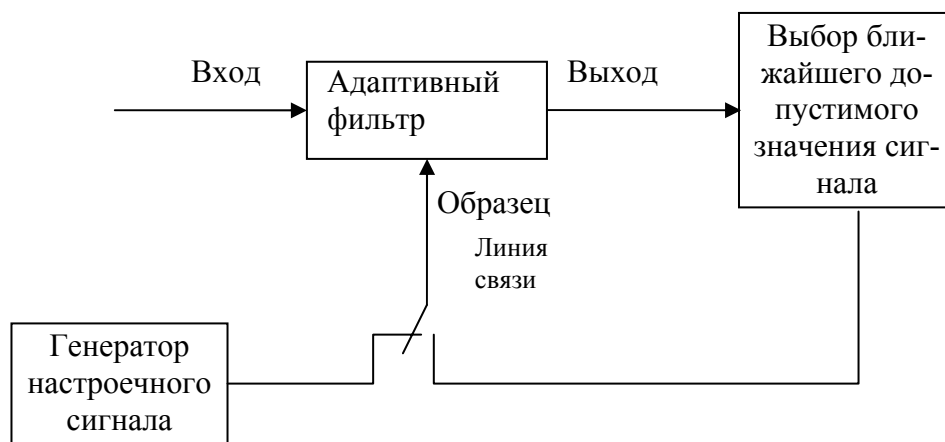 Вход
Адаптивный
фильтр
Выход
Выбор бли-
жайшего до-
пустимого
значения сиг-
нала
Образец
Линия
связи
Генератор
настроечного
сигнала